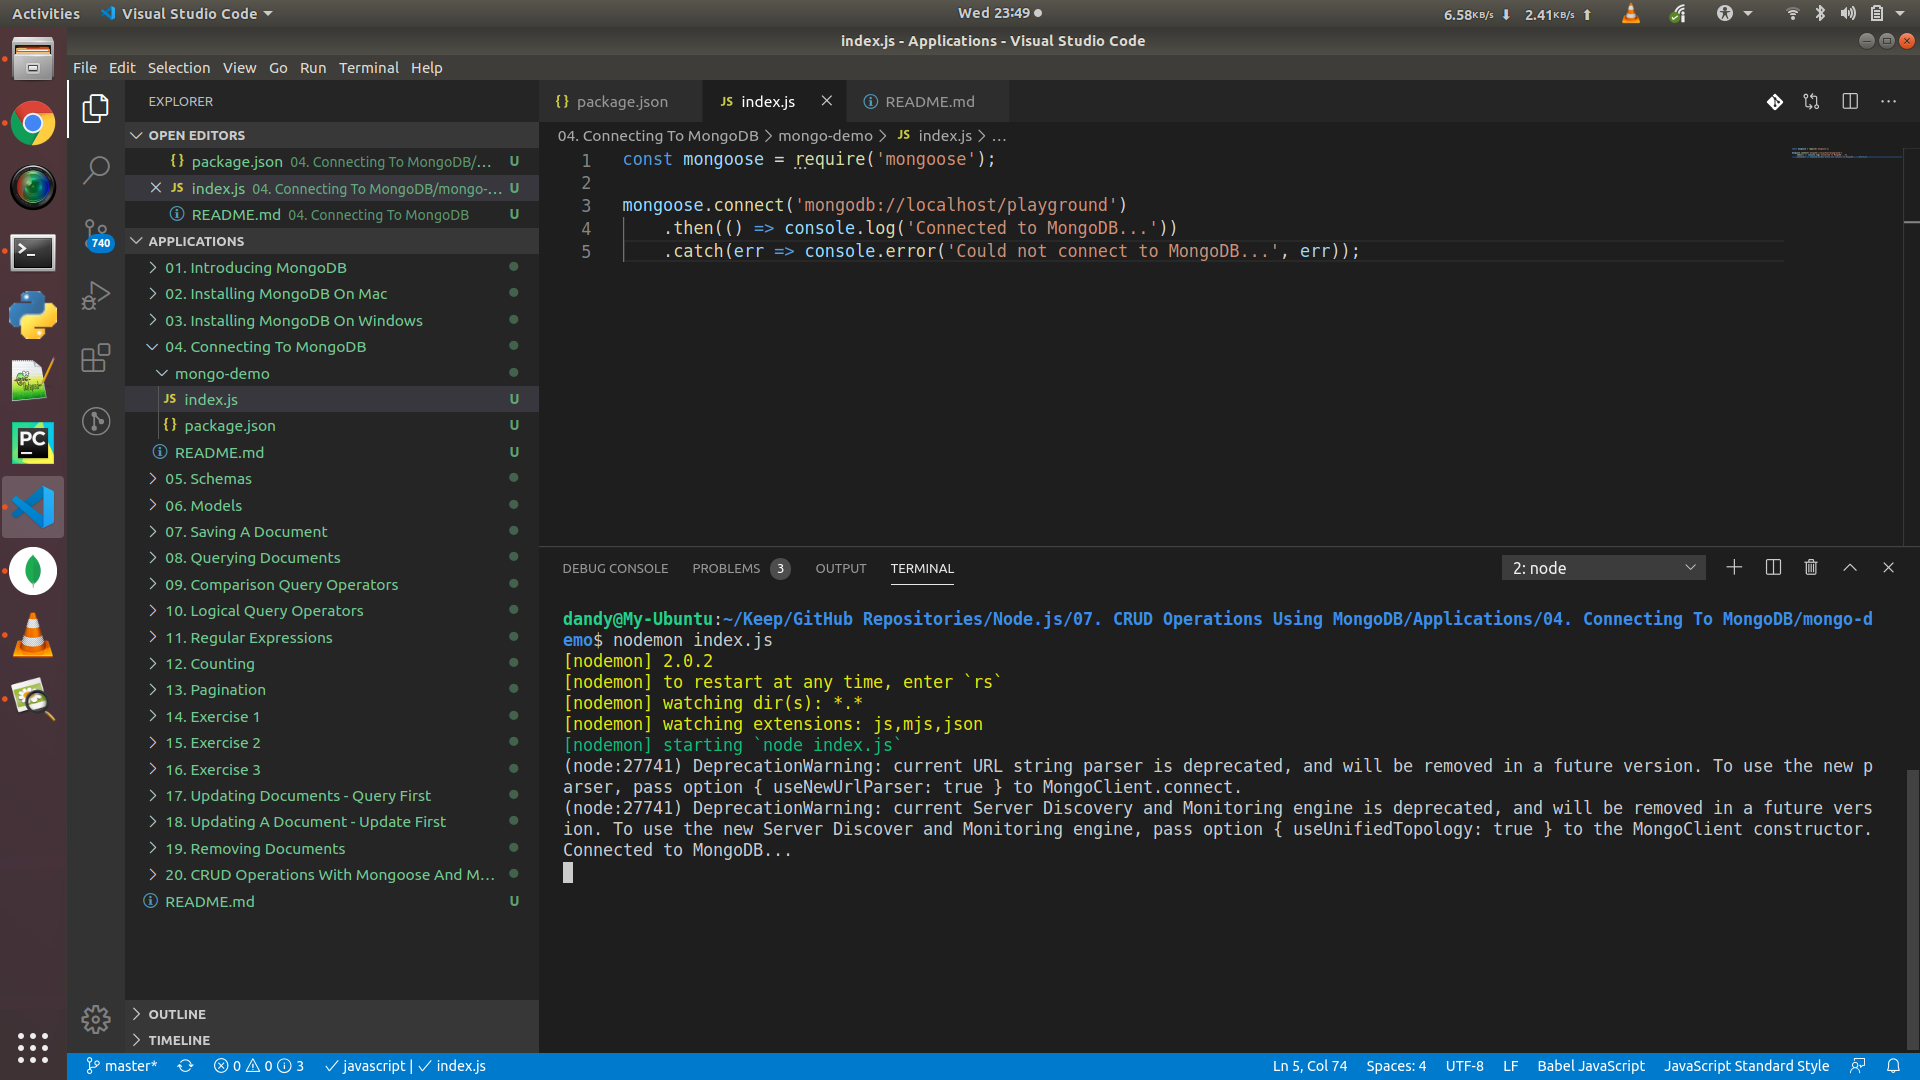 Activities
Visual Studio Code
Wed 23:49
6.58KB/s
2.41KB/s
index.js - Applications - Visual Studio Code
File Edit Selection View Go Run Terminal Help
EXPLORER
OPEN EDITORS
{} package.json 04. Connecting To MongoDB/... U
JS index.js 04. Connecting To MongoDB/mongo-... U
README.md 04. Connecting To MongoDB U
740
APPLICATIONS
01. Introducing MongoDB
02. Installing MongoDB On Mac
03. Installing MongoDB On Windows
04. Connecting To MongoDB
mongo-demo
JS index.js U
{} package.json U
README.md U
05. Schemas
06. Models
07. Saving A Document
08. Querying Documents
09. Comparison Query Operators
10. Logical Query Operators
11. Regular Expressions
12. Counting
13. Pagination
14. Exercise 1
15. Exercise 2
16. Exercise 3
17. Updating Documents - Query First
18. Updating A Document - Update First
19. Removing Documents
20. CRUD Operations With Mongoose And M...
README.md U
OUTLINE
TIMELINE
PC
{} package.json
JS index.js
README.md
04. Connecting To MongoDB > mongo-demo > JS index.js > ...
1 const mongoose = require('mongoose');
2
3 mongoose.connect('mongodb://localhost/playground')
4 .then(() => console.log('Connected to MongoDB...'))
5 .catch(err => console.error('Could not connect to MongoDB...', err));
DEBUG CONSOLE PROBLEMS 3 OUTPUT TERMINAL
2: node
dandy@My-Ubuntu:~/Keep/GitHub Repositories/Node.js/07. CRUD Operations Using MongoDB/Applications/04. Connecting To MongoDB/mongo-d
emo$ nodemon index.js
[nodemon] 2.0.2
[nodemon] to restart at any time, enter `rs`
[nodemon] watching dir(s): *.*
[nodemon] watching extensions: js,mjs,json
[nodemon] starting `node index.js`
(node:27741) DeprecationWarning: current URL string parser is deprecated, and will be removed in a future version. To use the new p
arser, pass option { useNewUrlParser: true } to MongoClient.connect.
(node:27741) DeprecationWarning: current Server Discovery and Monitoring engine is deprecated, and will be removed in a future vers
ion. To use the new Server Discover and Monitoring engine, pass option { useUnifiedTopology: true } to the MongoClient constructor.
Connected to MongoDB...
master* 0 0 3 javascript | index.js
Ln 5, Col 74 Spaces: 4 UTF-8 LF Babel JavaScript JavaScript Standard Style